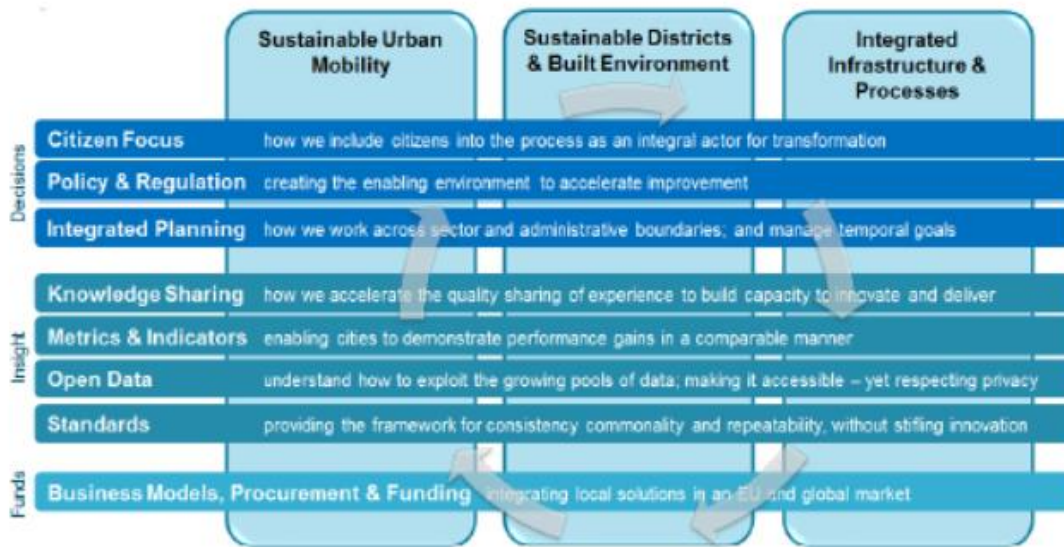 Sustainable Urban
Mobility
Sustainable Districts
& Built Environment
Integrated
Infrastructure &
Processes
Decisions
Citizen Focus how we include citizens into the process as an integral actor for transformation
Policy & Regulation creating the enabling environment to accelerate improvement
Integrated Planning how we work across sector and administrative boundaries; and manage temporal goals
Insight
Knowledge Sharing how we accelerate the quality sharing of experience to build capacity to innovate and deliver
Metrics & Indicators enabling cities to demonstrate performance gains in a comparable manner
Open Data understand how to exploit the growing pools of data; making it accessible – yet respecting privacy
Standards providing the framework for consistency commonality and repeatability, without stifling innovation
Funds
Business Models, Procurement & Funding integrating local solutions in an EU and global market